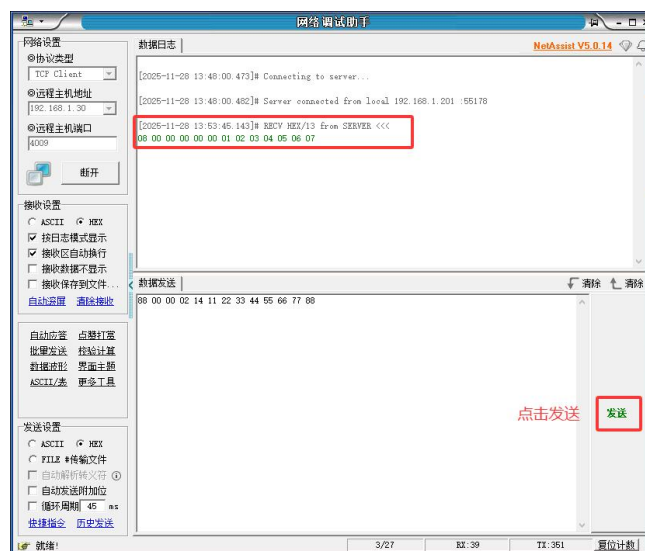 网络调试助手
网络设置
◎协议类型
TCP Client
◎远程主机地址
192.168.1.30
◎远程主机端口
4009
断开
接收设置
ASCII HEX
按日志模式显示
接收区自动换行
接收数据不显示
接收保存到文件...
自动滚屏 清除接收
自动应答 点赞打赏
批量发送 校验计算
数据波形 界面主题
ASCII/表 更多工具
发送设置
ASCII HEX
FILE #传输文件
自动解析转义符
自动发送附加位
循环周期 45 ms
快捷指令 历史发送
数据日志
NetAssist V5.0.14
[2025-11-28 13:48:00.473]# Connecting to server...
[2025-11-28 13:48:00.482]# Server connected from local 192.168.1.201 :55178
[2025-11-28 13:53:45.143]# RECV HEX/13 from SERVER <<<
08 00 00 00 00 00 01 02 03 04 05 06 07
数据发送
清除 清除
88 00 00 02 14 11 22 33 44 55 66 77 88
点击发送
发送
就绪!
3/27
RX:39
TX:351
复位计数